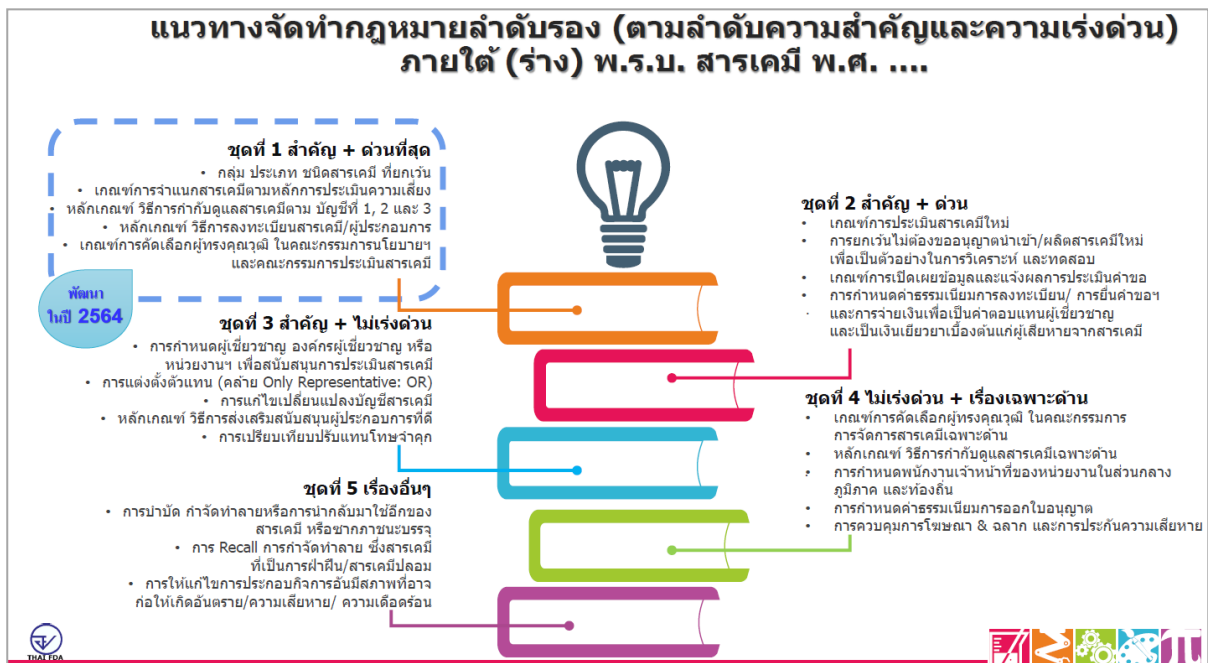 แนวทางจัดทำกฎหมายลำดับรอง (ตามลำดับความสำคัญและความเร่งด่วน)
ภายใต้ (ร่าง) พ.ร.บ. สารเคมี พ.ศ. ....
ชุดที่ 1 สำคัญ + ด่วนที่สุด
• กลุ่ม ประเภท ชนิดสารเคมี ที่ยกเว้น
• เกณฑ์การจำแนกสารเคมีตามหลักการประเมินความเสี่ยง
• หลักเกณฑ์ วิธีการกำกับดูแลสารเคมีตาม บัญชีที่ 1, 2 และ 3
• หลักเกณฑ์ วิธีการลงทะเบียนสารเคมี/ผู้ประกอบการ
• เกณฑ์การคัดเลือกผู้ทรงคุณวุฒิ ในคณะกรรมการนโยบายฯ
และคณะกรรมการประเมินสารเคมี
พัฒนา
ในปี 2564
ชุดที่ 2 สำคัญ + ด่วน
• เกณฑ์การประเมินสารเคมีใหม่
• การยกเว้นไม่ต้องขออนุญาตนำเข้า/ผลิตสารเคมีใหม่
เพื่อเป็นตัวอย่างในการวิเคราะห์ และทดสอบ
• เกณฑ์การเปิดเผยข้อมูลและแจ้งผลการประเมินคำขอ
• การกำหนดค่าธรรมเนียมการลงทะเบียน/ การยื่นคำขอฯ
· และการจ่ายเงินเพื่อเป็นค่าตอบแทนผู้เชี่ยวชาญ
และเป็นเงินเยียวยาเบื้องต้นแก่ผู้เสียหายจากสารเคมี
ชุดที่ 3 สำคัญ + ไม่เร่งด่วน
• การกำหนดผู้เชี่ยวชาญ องค์กรผู้เชี่ยวชาญ หรือ
หน่วยงานฯ เพื่อสนับสนุนการประเมินสารเคมี
• การแต่งตั้งตัวแทน (คล้าย Only Representative: OR)
• การแก้ไขเปลี่ยนแปลงบัญชีสารเคมี
• หลักเกณฑ์ วิธีการส่งเสริมสนับสนุนผู้ประกอบการที่ดี
• การเปรียบเทียบปรับแทนโทษจำคุก
ชุดที่ 4 ไม่เร่งด่วน + เรื่องเฉพาะด้าน
• เกณฑ์การคัดเลือกผู้ทรงคุณวุฒิ ในคณะกรรมการ
การจัดการสารเคมีเฉพาะด้าน
• หลักเกณฑ์ วิธีการกำกับดูแลสารเคมีเฉพาะด้าน
• การกำหนดพนักงานเจ้าหน้าที่ของหน่วยงานในส่วนกลาง
ภูมิภาค และท้องถิ่น
• การกำหนดค่าธรรมเนียมการออกใบอนุญาต
• การควบคุมการโฆษณา & ฉลาก และการประกันความเสียหาย
ชุดที่ 5 เรื่องอื่นๆ
• การบำบัด กำจัดทำลายหรือการนำกลับมาใช้อีกของ
สารเคมี หรือซากภาชนะบรรจุ
• การ Recall การกำจัดทำลาย ซึ่งสารเคมี
ที่เป็นการฝ่าฝืน/สารเคมีปลอม
• การให้แก้ไขการประกอบกิจการอันมีสภาพที่อาจ
ก่อให้เกิดอันตราย/ความเสียหาย/ ความเดือดร้อน
THAI FDA